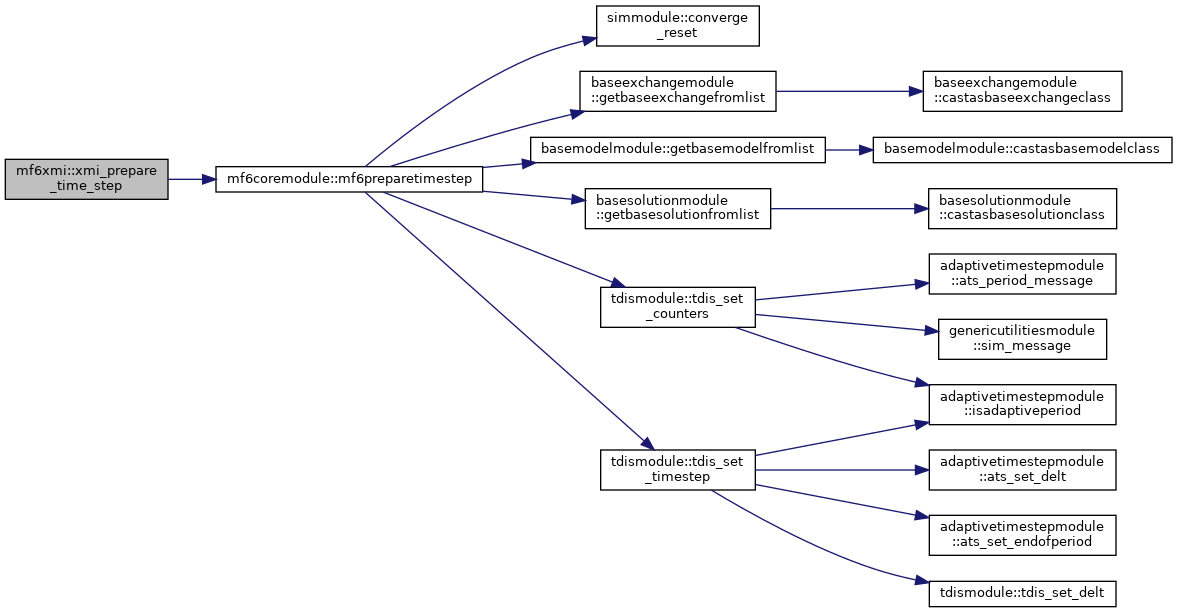 mf6xmi::xmi_prepare
_time_step
mf6coremodule::mf6preparetimestep
simmodule::converge
_reset
baseexchangemodule
::getbaseexchangefromlist
baseexchangemodule
::castasbaseexchangeclass
basemodelmodule::getbasemodelfromlist
basemodelmodule::castasbasemodelclass
basesolutionmodule
::getbasesolutionfromlist
basesolutionmodule
::castasbasesolutionclass
tdismodule::tdis_set
_counters
adaptivetimestepmodule
::ats_period_message
genericutilitiesmodule
::sim_message
adaptivetimestepmodule
::isadaptiveperiod
tdismodule::tdis_set
_timestep
adaptivetimestepmodule
::ats_set_delt
adaptivetimestepmodule
::ats_set_endofperiod
tdismodule::tdis_set_delt